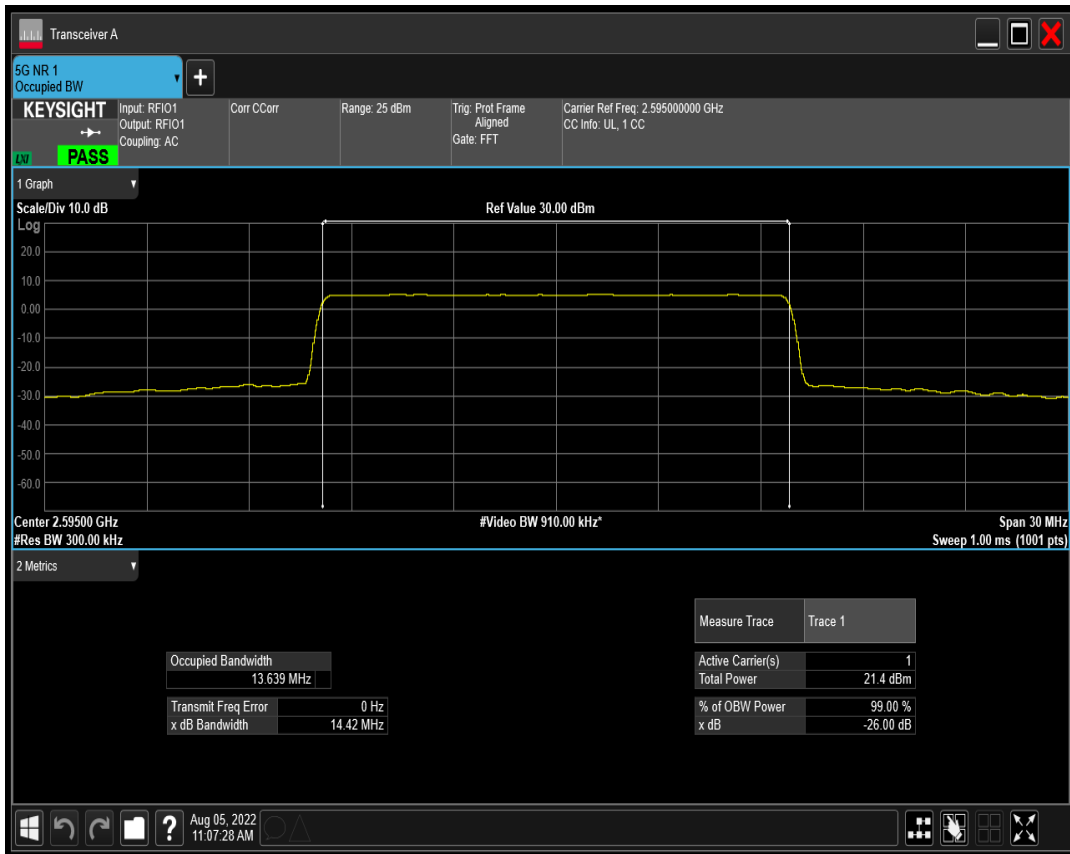 Transceiver A
5G NR 1
Occupied BW
+
KEYSIGHT
LXI
PASS
Input: RFIO1
Output: RFIO1
Coupling: AC
Corr CCorr
Range: 25 dBm
Trig: Prot Frame
Aligned
Gate: FFT
Carrier Ref Freq: 2.595000000 GHz
CC Info: UL, 1 CC
1 Graph
Scale/Div 10.0 dB
Ref Value 30.00 dBm
Log
20.0
10.0
0.00
-10.0
-20.0
-30.0
-40.0
-50.0
-60.0
Center 2.59500 GHz
#Video BW 910.00 kHz*
Span 30 MHz
#Res BW 300.00 kHz
Sweep 1.00 ms (1001 pts)
2 Metrics
Measure Trace Trace 1
Occupied Bandwidth
13.639 MHz
Active Carrier(s) 1
Total Power 21.4 dBm
Transmit Freq Error 0 Hz
x dB Bandwidth 14.42 MHz
% of OBW Power 99.00 %
x dB -26.00 dB
?
Aug 05, 2022
11:07:28 AM